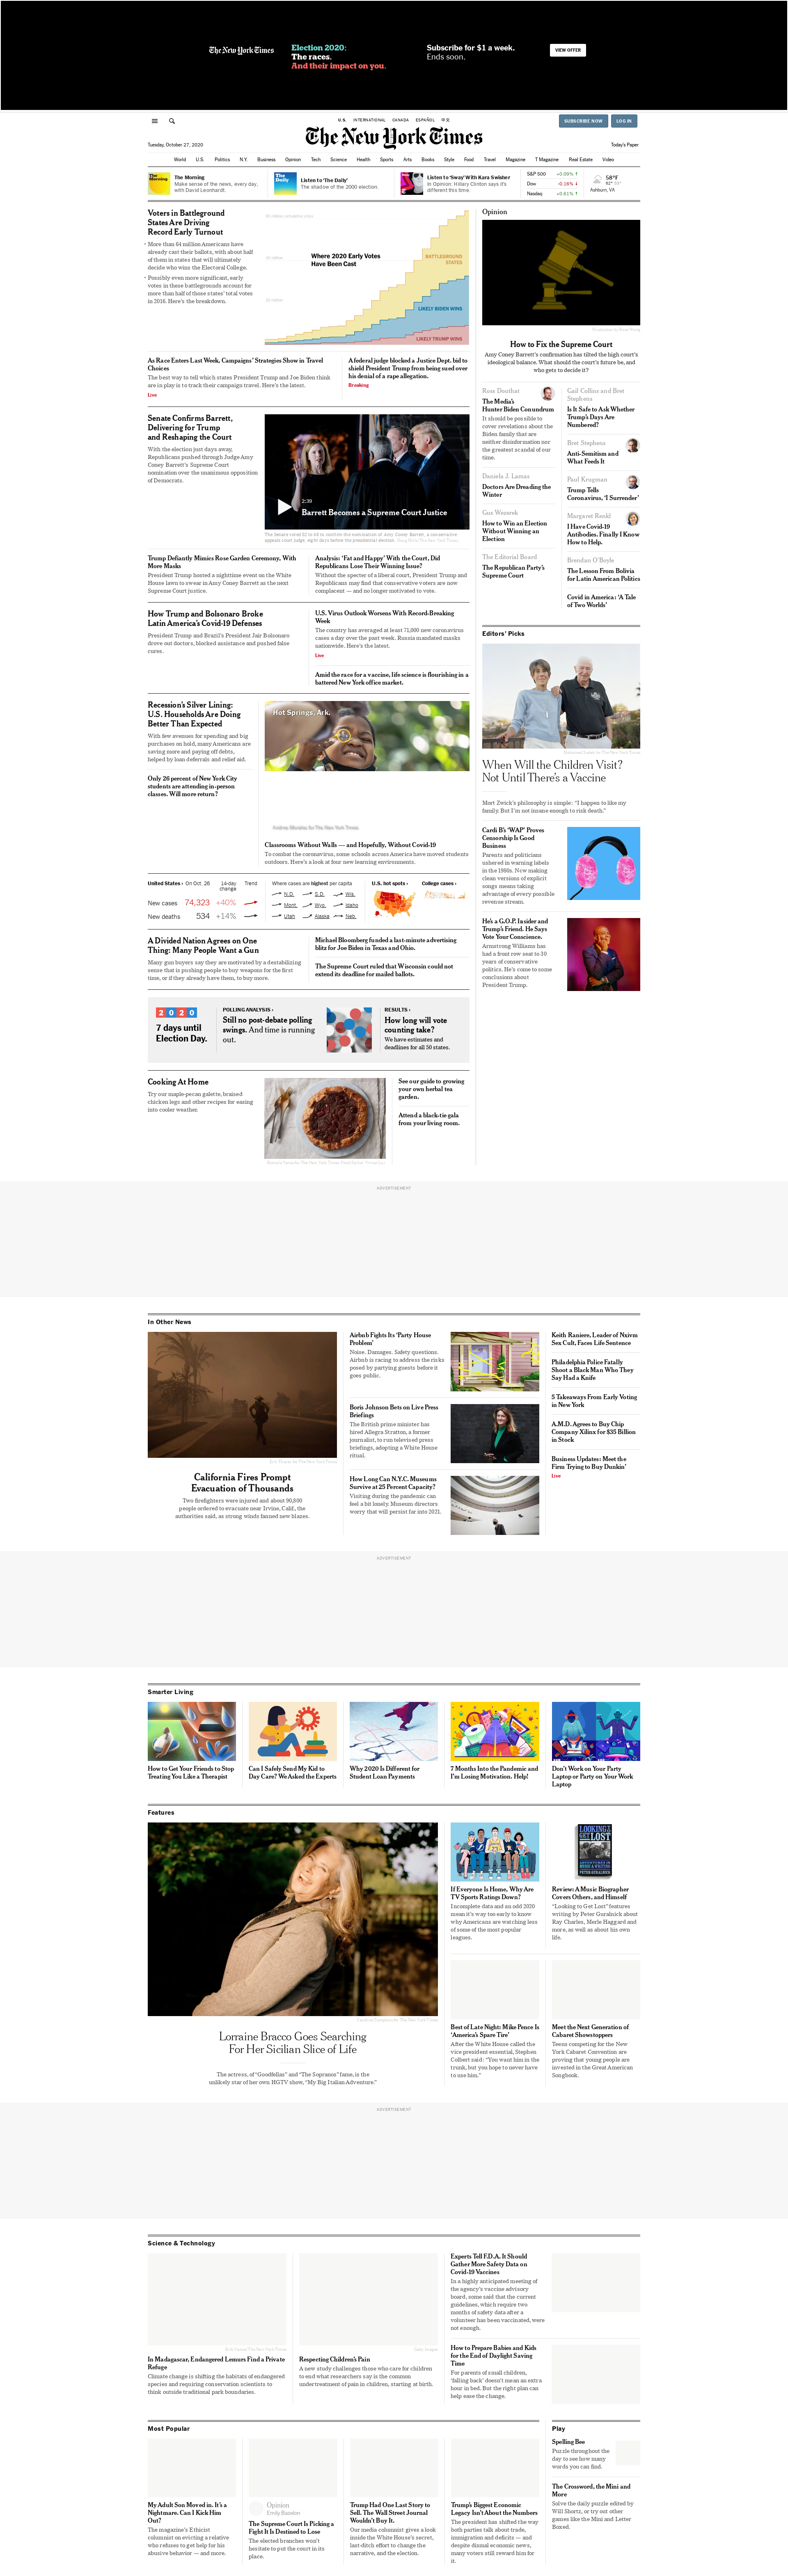 The New York Times
Election 2020:
The races.
And their impact on you.
Subscribe for $1 a week.
Ends soon.
VIEW OFFER
U.S. INTERNATIONAL CANADA ESPAÑOL 中文
SUBSCRIBE NOW
LOG IN
The New York Times
Tuesday, October 27, 2020
Today's Paper
World U.S. Politics N.Y. Business Opinion Tech Science Health Sports Arts Books Style Food Travel Magazine T Magazine Real Estate Video
The Morning
Make sense of the news, every day, with David Leonhardt.
Listen to 'The Daily'
The shadow of the 2000 election.
Listen to 'Sway' With Kara Swisher
In Opinion: Hillary Clinton says it's different this time.
S&P 500 +0.09% ↑
Dow -0.16% ↓
Nasdaq +0.61% ↑
58°F
Ashburn, VA
Voters in Battleground
States Are Driving
Record Early Turnout
• More than 64 million Americans have
already cast their ballots, with about half
of them in states that will ultimately
decide who wins the Electoral College.
• Possibly even more significant, early
votes in these battlegrounds account for
more than half of those states' total votes
in 2016. Here's the breakdown.
Where 2020 Early Votes
Have Been Cast
BATTLEGROUND
STATES
LIKELY BIDEN WINS
LIKELY TRUMP WINS
As Race Enters Last Week, Campaigns' Strategies Show in Travel
Choices
The best way to tell which states President Trump and Joe Biden think
are in play is to track their campaign travel. Here's the latest.
Live
A federal judge blocked a Justice Dept. bid to
shield President Trump from being sued over
his denial of a rape allegation.
Breaking
Senate Confirms Barrett,
Delivering for Trump
and Reshaping the Court
With the election just days away,
Republicans pushed through Judge Amy
Coney Barrett's Supreme Court
nomination over the unanimous opposition
of Democrats.
2:39
Barrett Becomes a Supreme Court Justice
The Senate voted 52 to 48 to confirm the nomination of Amy Coney Barrett, a conservative
appeals court judge, eight days before the presidential election.
Trump Defiantly Mimics Rose Garden Ceremony, With
More Masks
President Trump hosted a nighttime event on the White
House lawn to swear in Amy Coney Barrett as the next
Supreme Court justice.
Analysis: 'Fat and Happy' With the Court, Did
Republicans Lose Their Winning Issue?
Without the specter of a liberal court, President Trump and
Republicans may find that conservative voters are now
complacent — and no longer motivated to vote.
How Trump and Bolsonaro Broke
Latin America's Covid-19 Defenses
President Trump and Brazil's President Jair Bolsonaro
drove out doctors, blocked assistance and pushed false
cures.
U.S. Virus Outlook Worsens With Record-Breaking
Week
The country has averaged at least 71,000 new coronavirus
cases a day over the past week. Russia mandated masks
nationwide. Here's the latest.
Live
Amid the race for a vaccine, life science is flourishing in a
battered New York office market.
Recession's Silver Lining:
U.S. Households Are Doing
Better Than Expected
With few avenues for spending and big
purchases on hold, many Americans are
saving more and paying off debts,
helped by loan deferrals and relief aid.
Only 26 percent of New York City
students are attending in-person
classes. Will more return?
Hot Springs, Ark.
Classrooms Without Walls — and Hopefully, Without Covid-19
To combat the coronavirus, some schools across America have moved students
outdoors. Here's a look at four new learning environments.
United States › On Oct. 26 14-day change Trend
New cases 74,323 +40%
New deaths 534 +14%
Where cases are highest per capita
N.D. S.D. Wis.
Mont. Wyo. Idaho
Utah Alaska Neb.
U.S. hot spots ›
College cases ›
A Divided Nation Agrees on One
Thing: Many People Want a Gun
Many gun buyers say they are motivated by a destabilizing
sense that is pushing people to buy weapons for the first
time, or if they already have them, to buy more.
Michael Bloomberg funded a last-minute advertising
blitz for Joe Biden in Texas and Ohio.
The Supreme Court ruled that Wisconsin could not
extend its deadline for mailed ballots.
2 0 2 0
7 days until
Election Day.
POLLING ANALYSIS ›
Still no post-debate polling
swings. And time is running
out.
RESULTS ›
How long will vote
counting take?
We have estimates and
deadlines for all 50 states.
Cooking At Home
Try our maple-pecan galette, braised
chicken legs and other recipes for easing
into cooler weather.
See our guide to growing
your own herbal tea
garden.
Attend a black-tie gala
from your living room.
Opinion
How to Fix the Supreme Court
Amy Coney Barrett's confirmation has tilted the high court's
ideological balance. What should the court's future be, and
who gets to decide it?
Ross Douthat
The Media's
Hunter Biden Conundrum
It should be possible to
cover revelations about the
Biden family that are
neither disinformation nor
the greatest scandal of our
time.
Daniela J. Lamas
Doctors Are Dreading the
Winter
Gus Wezerek
How to Win an Election
Without Winning an
Election
The Editorial Board
The Republican Party's
Supreme Court
Gail Collins and Bret
Stephens
Is It Safe to Ask Whether
Trump's Days Are
Numbered?
Bret Stephens
Anti-Semitism and
What Feeds It
Paul Krugman
Trump Tells
Coronavirus, 'I Surrender'
Margaret Renkl
I Have Covid-19
Antibodies. Finally I Know
How to Help.
Brendan O'Boyle
The Lesson From Bolivia
for Latin American Politics
Covid in America: 'A Tale
of Two Worlds'
Editors' Picks
When Will the Children Visit?
Not Until There's a Vaccine
Mort Zwick's philosophy is simple: "I happen to like my
family. But I'm not insane enough to risk death."
Cardi B's 'WAP' Proves
Censorship Is Good
Business
Parents and politicians
ushered in warning labels
in the 1980s. Now making
clean versions of explicit
songs means taking
advantage of every possible
revenue stream.
He's a G.O.P. Insider and
Trump's Friend. He Says
Vote Your Conscience.
Armstrong Williams has
had a front row seat to 30
years of conservative
politics. He's come to some
conclusions about
President Trump.
ADVERTISEMENT
In Other News
California Fires Prompt
Evacuation of Thousands
Two firefighters were injured and about 90,800
people ordered to evacuate near Irvine, Calif., the
authorities said, as strong winds fanned new blazes.
Airbnb Fights Its 'Party House
Problem'
Noise. Damages. Safety questions.
Airbnb is racing to address the risks
posed by partying guests before it
goes public.
Boris Johnson Bets on Live Press
Briefings
The British prime minister has
hired Allegra Stratton, a former
journalist, to run televised press
briefings, adopting a White House
ritual.
How Long Can N.Y.C. Museums
Survive at 25 Percent Capacity?
Visiting during the pandemic can
feel a bit lonely. Museum directors
worry that will persist far into 2021.
Keith Raniere, Leader of Nxivm
Sex Cult, Faces Life Sentence
Philadelphia Police Fatally
Shoot a Black Man Who They
Say Had a Knife
5 Takeaways From Early Voting
in New York
A.M.D. Agrees to Buy Chip
Company Xilinx for $35 Billion
in Stock
Business Updates: Meet the
Firm Trying to Buy Dunkin'
Live
ADVERTISEMENT
Smarter Living
How to Get Your Friends to Stop
Treating You Like a Therapist
Can I Safely Send My Kid to
Day Care? We Asked the Experts
Why 2020 Is Different for
Student Loan Payments
7 Months Into the Pandemic and
I'm Losing Motivation. Help!
Don't Work on Your Party
Laptop or Party on Your Work
Laptop
Features
Lorraine Bracco Goes Searching
For Her Sicilian Slice of Life
The actress, of "Goodfellas" and "The Sopranos" fame, is the
unlikely star of her own HGTV show, "My Big Italian Adventure."
If Everyone Is Home, Why Are
TV Sports Ratings Down?
Incomplete data and an odd 2020
mean it's way too early to know
why Americans are watching less
of some of the most popular
leagues.
LOOKING TO GET LOST
Review: A Music Biographer
Covers Others, and Himself
"Looking to Get Lost" features
writing by Peter Guralnick about
Ray Charles, Merle Haggard and
more, as well as about his own
life.
Best of Late Night: Mike Pence Is
'America's Spare Tire'
After the White House called the
vice president essential, Stephen
Colbert said: "You want him in the
trunk, but you hope to never have
to use him."
Meet the Next Generation of
Cabaret Showstoppers
Teens competing for the New
York Cabaret Convention are
proving that young people are
invested in the Great American
Songbook.
ADVERTISEMENT
Science & Technology
In Madagascar, Endangered Lemurs Find a Private
Refuge
Climate change is shifting the habitats of endangered
species and requiring conservation scientists to
think outside traditional park boundaries.
Respecting Children's Pain
A new study challenges those who care for children
to end what researchers say is the common
undertreatment of pain in children, starting at birth.
Experts Tell F.D.A. It Should
Gather More Safety Data on
Covid-19 Vaccines
In a highly anticipated meeting of
the agency's vaccine advisory
board, some said that the current
guidelines, which require two
months of safety data after a
volunteer has been vaccinated, were
not enough.
How to Prepare Babies and Kids
for the End of Daylight Saving
Time
For parents of small children,
'falling back' doesn't mean an extra
hour in bed. But the right plan can
help ease the change.
Most Popular
My Adult Son Moved in. It's a
Nightmare. Can I Kick Him
Out?
The magazine's Ethicist
columnist on evicting a relative
who refuses to get help for his
abusive behavior — and more.
Opinion
Emily Bazelon
The Supreme Court Is Picking a
Fight It Is Destined to Lose
The elected branches won't
hesitate to put the court in its
place.
Trump Had One Last Story to
Sell. The Wall Street Journal
Wouldn't Buy It.
Our media columnist gives a look
inside the White House's secret,
last-ditch effort to change the
narrative, and the election.
Trump's Biggest Economic
Legacy Isn't About the Numbers
The president has shifted the way
both parties talk about trade,
immigration and deficits — and
despite dismal economic news,
many voters still reward him for
it.
Play
Spelling Bee
Puzzle throughout the
day to see how many
words you can find.
The Crossword, the Mini and
More
Solve the daily puzzle edited by
Will Shortz, or try out other
games like the Mini and Letter
Boxed.